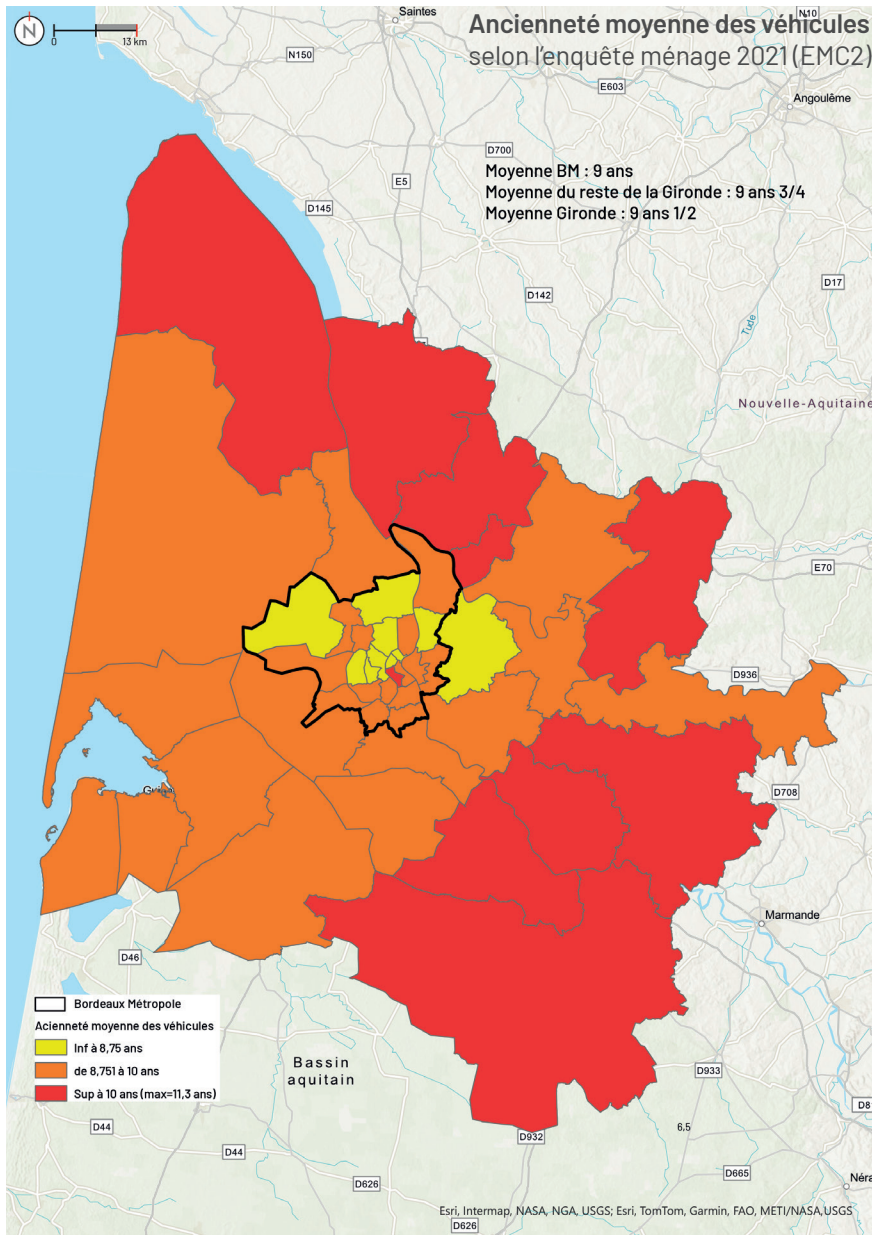 N
0
13 km
Saintes
N10
Ancienneté moyenne des véhicules
selon l'enquête ménage 2021 (EMC2)
N150
E603
Angoulême
D700
Moyenne BM : 9 ans
Moyenne du reste de la Gironde : 9 ans 3/4
Moyenne Gironde : 9 ans 1/2
E5
D145
D17
D142
Tude
Nouvelle-Aquitaine
E70
D936
D708
Marmande
D46
Bordeaux Métropole
Acienneté moyenne des véhicules
Inf à 8,75 ans
de 8,751 à 10 ans
Sup à 10 ans (max=11,3 ans)
Bassin
aquitain
D933
D44
D44
D932
6,5
D8
D626
D665
Néra
D626
Esri, Intermap, NASA, NGA, USGS; Esri, TomTom, Garmin, FAO, METI/NASA,USGS